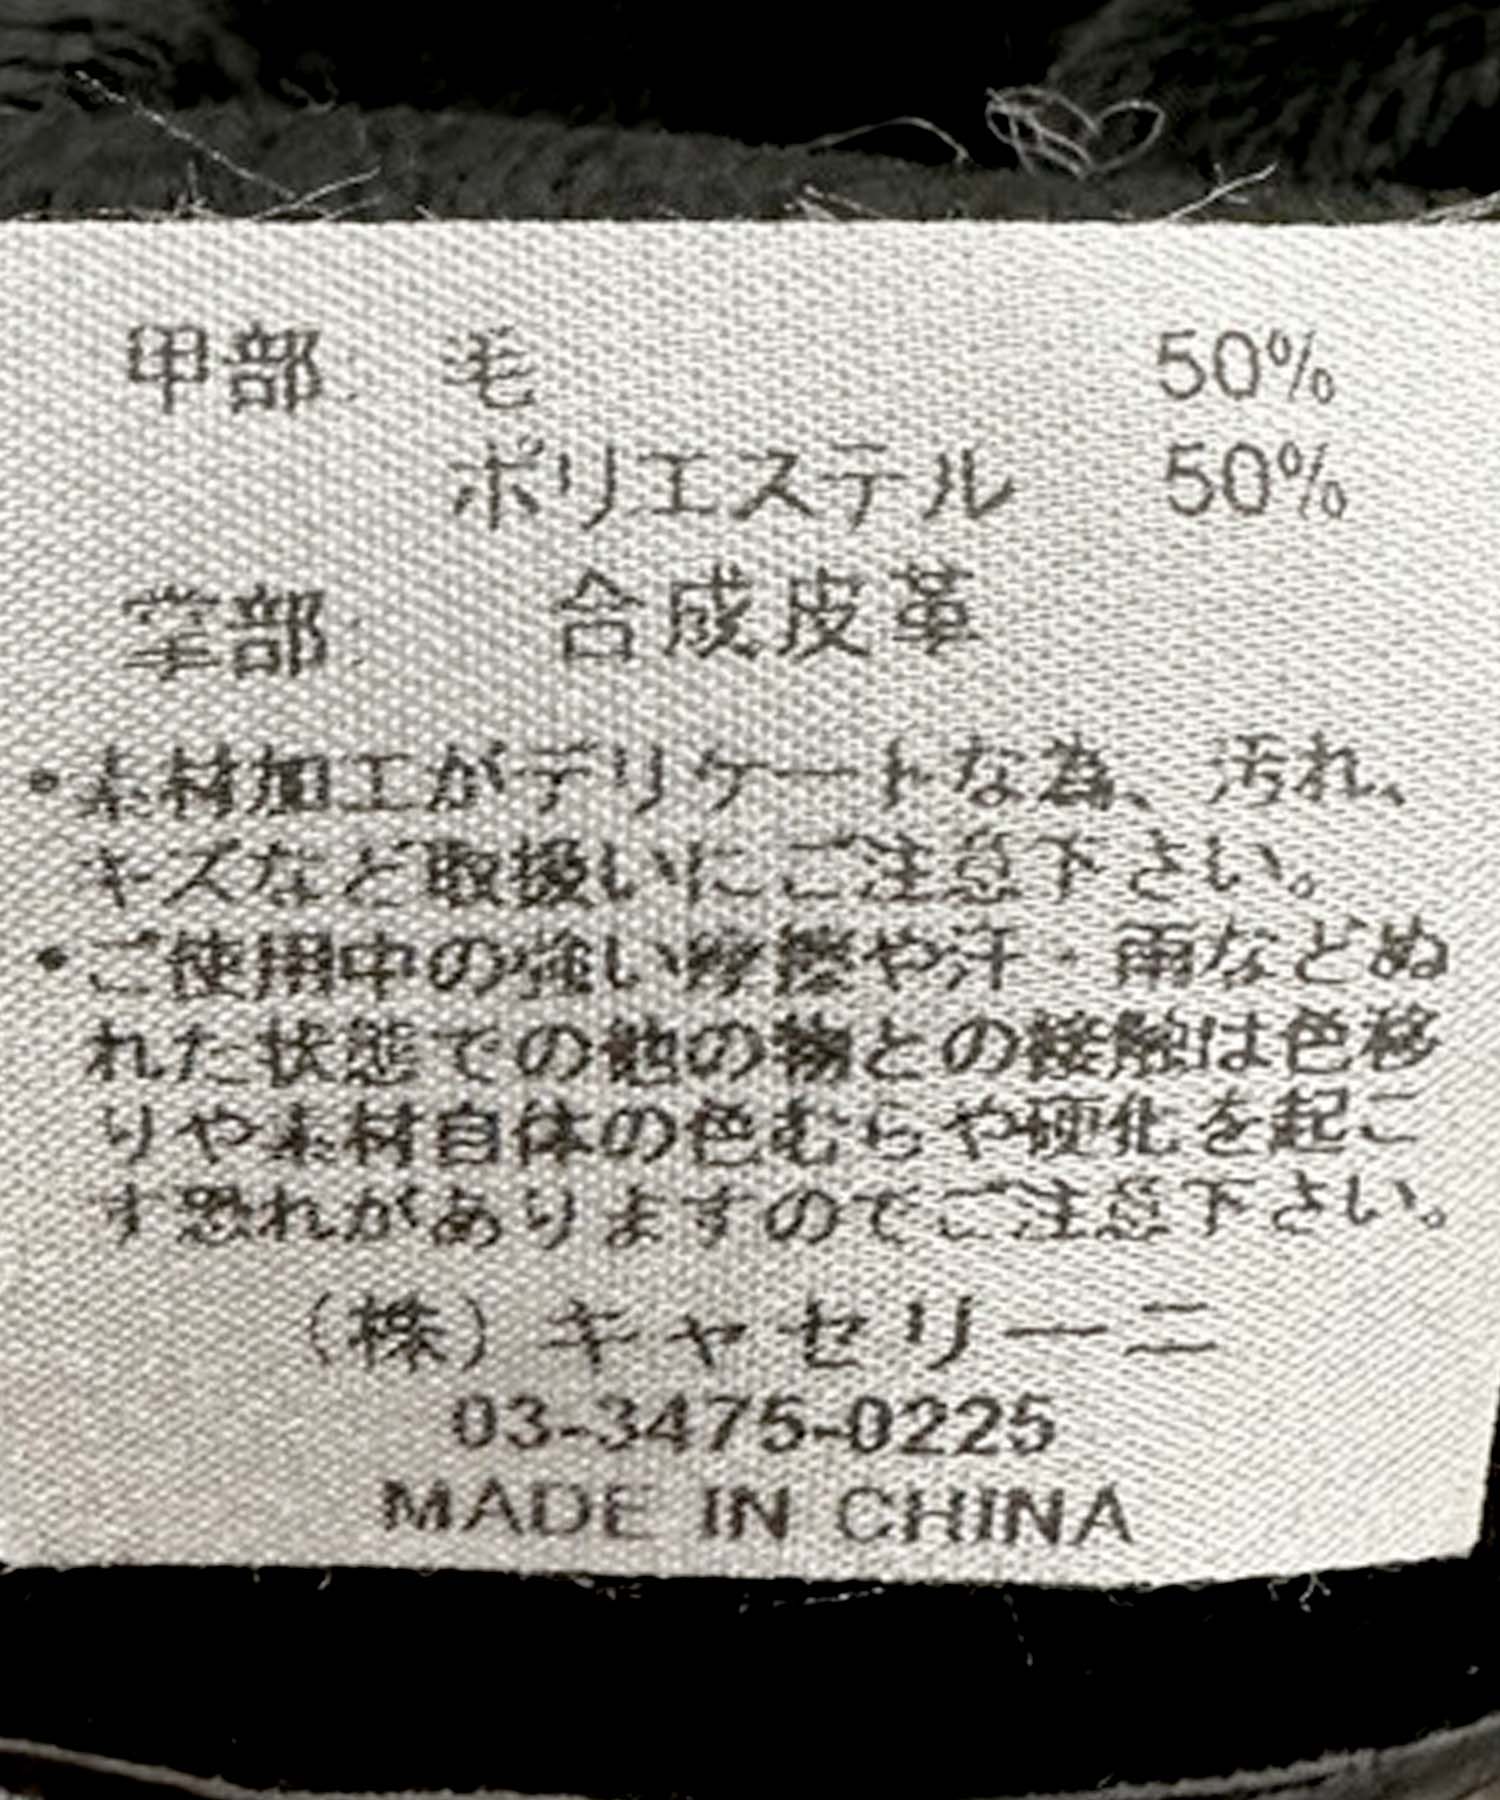 甲部: 毛 50%
ポリエステル 50%
掌部: 合成皮革
・素材加工がデリケートな為、汚れ、
キズなど取扱いにご注意下さい。
・ご使用中の強い摩擦や汗・雨などぬ
れた状態での他の物との接触は色移
りや素材自体の色むらや硬化を起こ
す恐れがありますのでご注意下さい。
(株)キャセリーニ
03-3475-0225
MADE IN CHINA